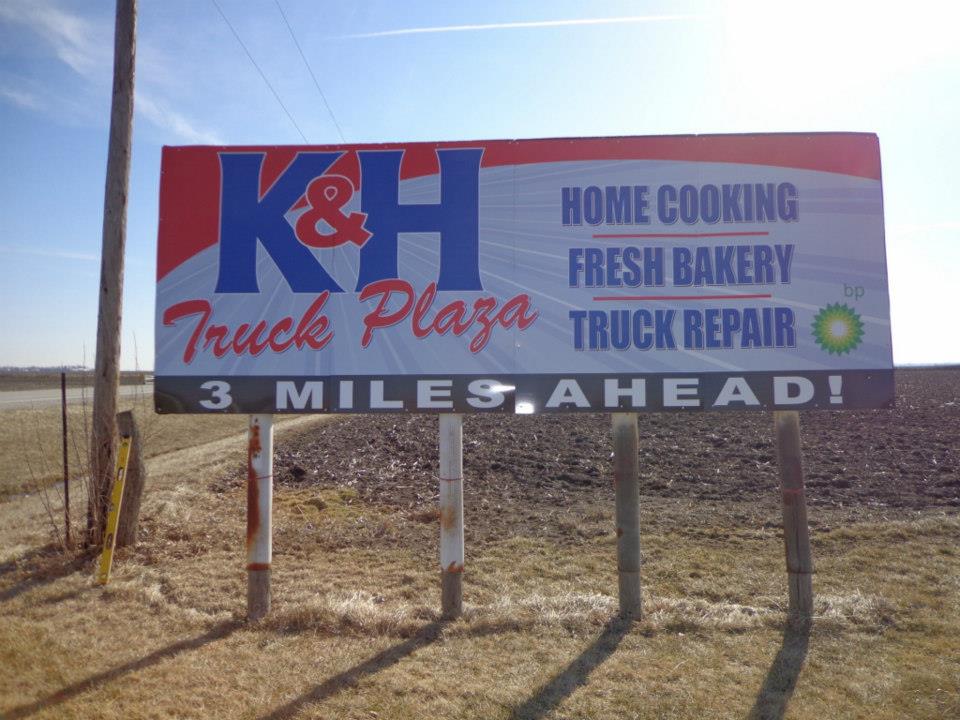 K&H
Truck Plaza
HOME COOKING
FRESH BAKERY
TRUCK REPAIR
bp
3 MILES AHEAD!